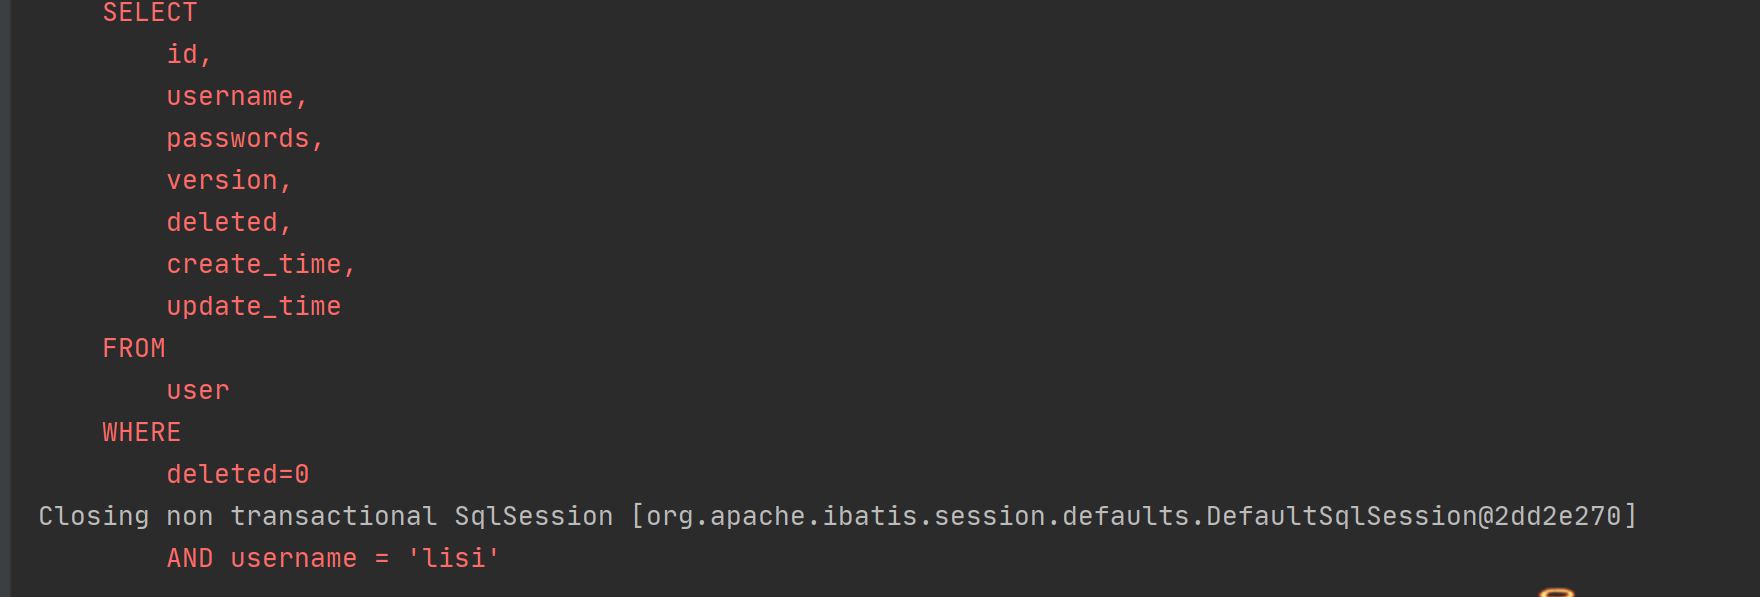 SELECT
id,
username,
passwords,
version,
deleted,
create_time,
update_time
FROM
user
WHERE
deleted=0
Closing non transactional SqlSession [org.apache.ibatis.session.defaults.DefaultSqlSession@2dd2e270]
AND username = 'lisi'